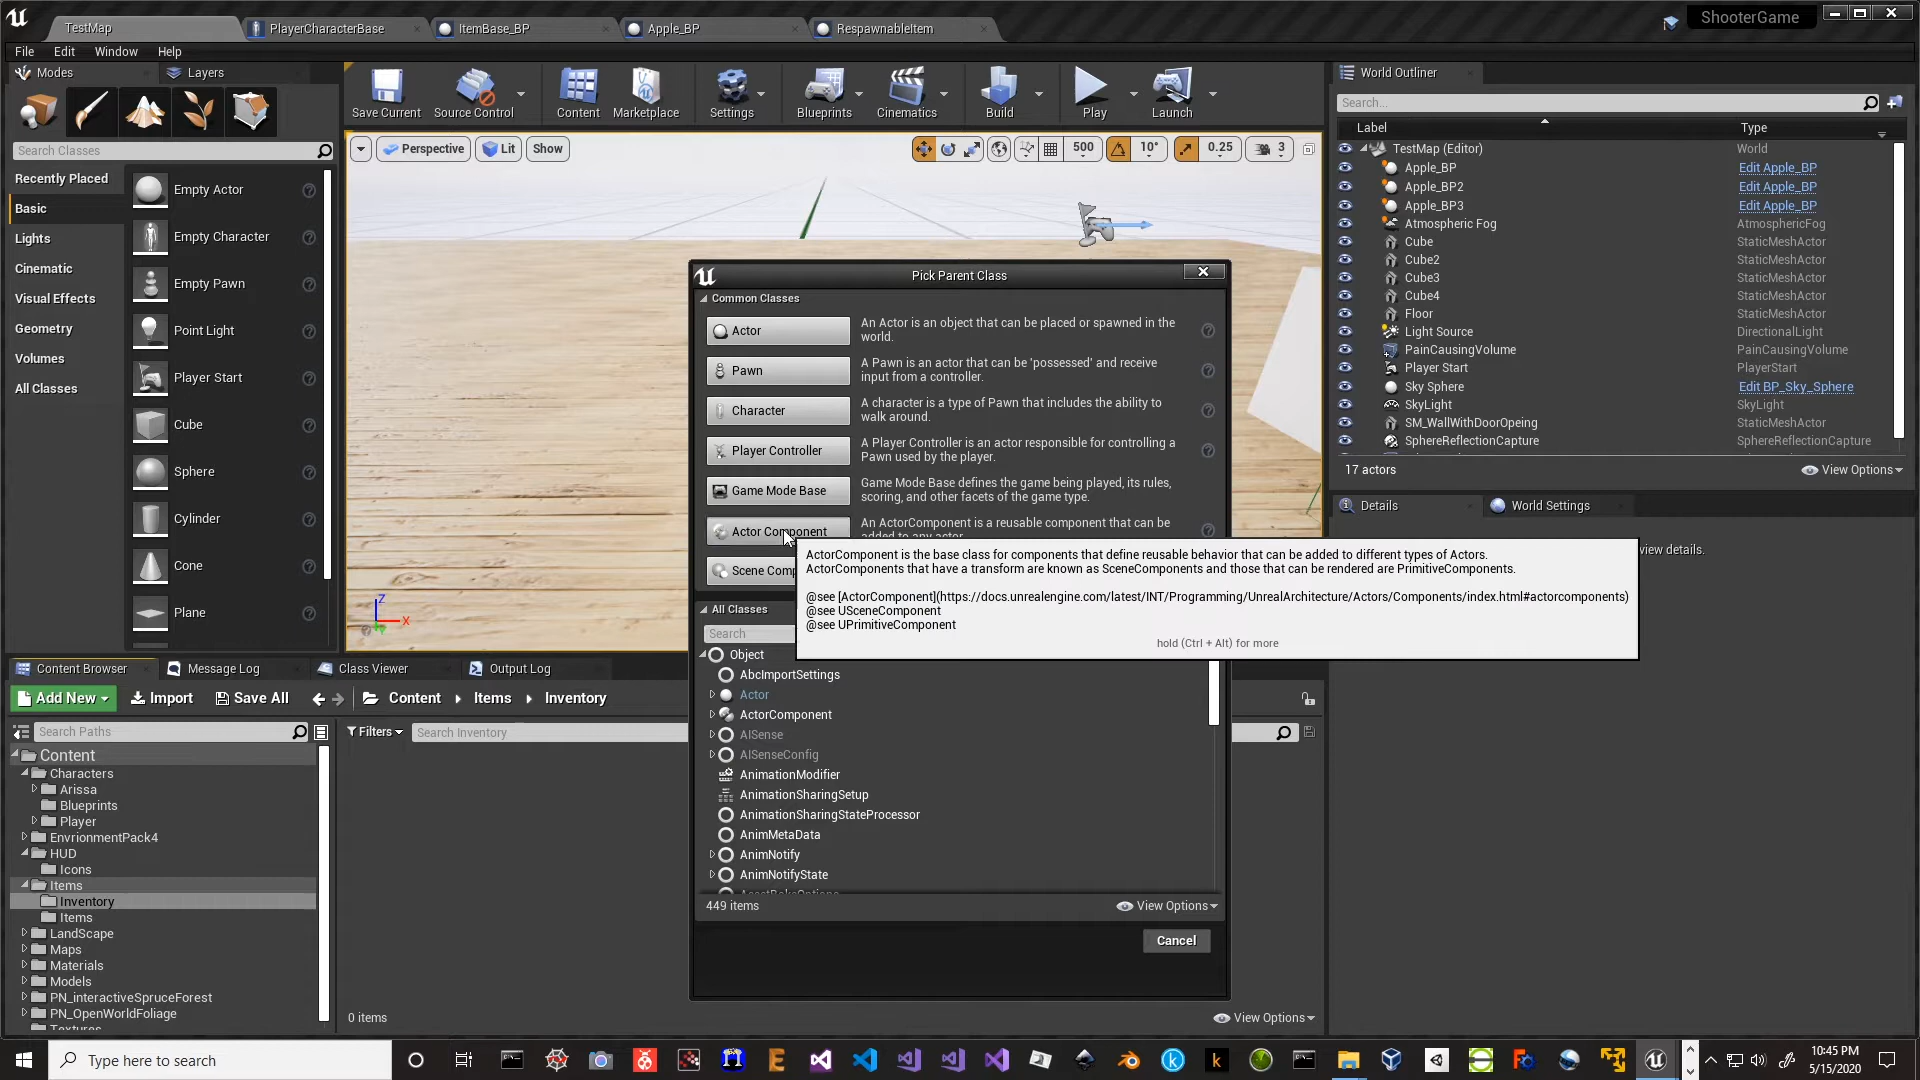 TestMap
PlayerCharacterBase
ItemBase_BP
Apple_BP
RespawnableItem
ShooterGame
File Edit Window Help
Modes
Layers
Search Classes
Recently Placed
Basic
Lights
Cinematic
Visual Effects
Geometry
Volumes
All Classes
Empty Actor
Empty Character
Empty Pawn
Point Light
Player Start
Cube
Sphere
Cylinder
Cone
Plane
Save Current
Source Control
Content
Marketplace
Settings
Blueprints
Cinematics
Build
Play
Launch
Perspective
Lit
Show
500
10°
0.25
3
Z
X
Y
World Outliner
Search...
Label Type
TestMap (Editor) World
Apple_BP Edit Apple_BP
Apple_BP2 Edit Apple_BP
Apple_BP3 Edit Apple_BP
Atmospheric Fog AtmosphericFog
Cube StaticMeshActor
Cube2 StaticMeshActor
Cube3 StaticMeshActor
Cube4 StaticMeshActor
Floor StaticMeshActor
Light Source DirectionalLight
PainCausingVolume PainCausingVolume
Player Start PlayerStart
Sky Sphere Edit BP_Sky_Sphere
SkyLight SkyLight
SM_WallWithDoorOpeing StaticMeshActor
SphereReflectionCapture SphereReflectionCapture
17 actors
View Options
Details
World Settings
view details.
Pick Parent Class
Common Classes
Actor
An Actor is an object that can be placed or spawned in the
world.
Pawn
A Pawn is an actor that can be 'possessed' and receive
input from a controller.
Character
A character is a type of Pawn that includes the ability to
walk around.
Player Controller
A Player Controller is an actor responsible for controlling a
Pawn used by the player.
Game Mode Base
Game Mode Base defines the game being played, its rules,
scoring, and other facets of the game type.
Actor Component
An ActorComponent is a reusable component that can be
added to any actor.
Scene Comp
ActorComponent is the base class for components that define reusable behavior that can be added to different types of Actors.
ActorComponents that have a transform are known as SceneComponents and those that can be rendered are PrimitiveComponents.
@see [ActorComponent](https://docs.unrealengine.com/latest/INT/Programming/UnrealArchitecture/Actors/Components/index.html#actorcomponents)
@see USceneComponent
@see UPrimitiveComponent
hold (Ctrl + Alt) for more
All Classes
Search
Object
AbcImportSettings
Actor
ActorComponent
AISense
AISenseConfig
AnimationModifier
AnimationSharingSetup
AnimationSharingStateProcessor
AnimMetaData
AnimNotify
AnimNotifyState
449 items
View Options
Cancel
Content Browser
Message Log
Class Viewer
Output Log
Add New
Import
Save All
Content
Items
Inventory
Search Paths
Filters
Search Inventory
Content
Characters
Arissa
Blueprints
Player
EnvrionmentPack4
HUD
Icons
Items
Inventory
Items
LandScape
Maps
Materials
Models
PN_interactiveSpruceForest
PN_OpenWorldFoliage
Textures
0 items
View Options
Type here to search
10:45 PM
5/15/2020